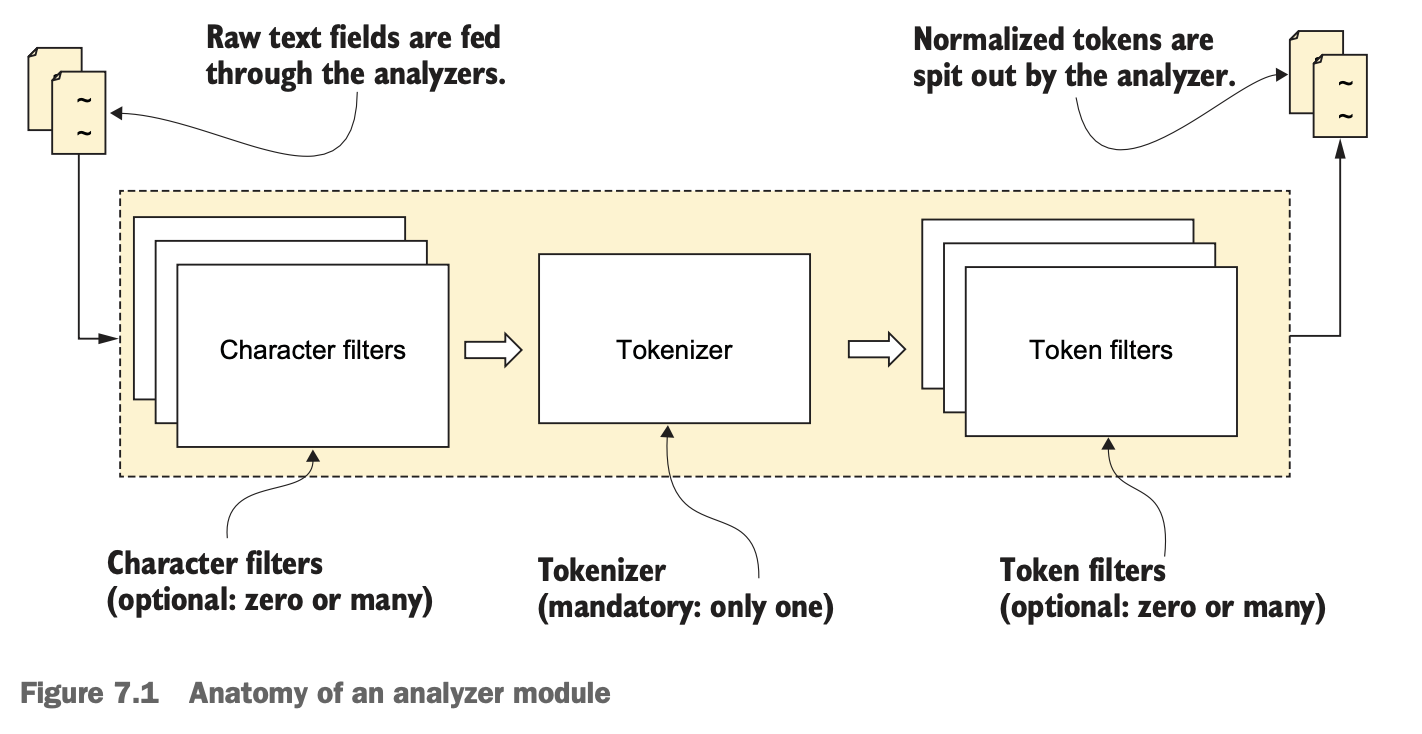 Raw text fields are fed
through the analyzers.
Normalized tokens are
spit out by the analyzer.
~
~
~
~
Character filters
Tokenizer
Token filters
Character filters
(optional: zero or many)
Tokenizer
(mandatory: only one)
Token filters
(optional: zero or many)
Figure 7.1 Anatomy of an analyzer module